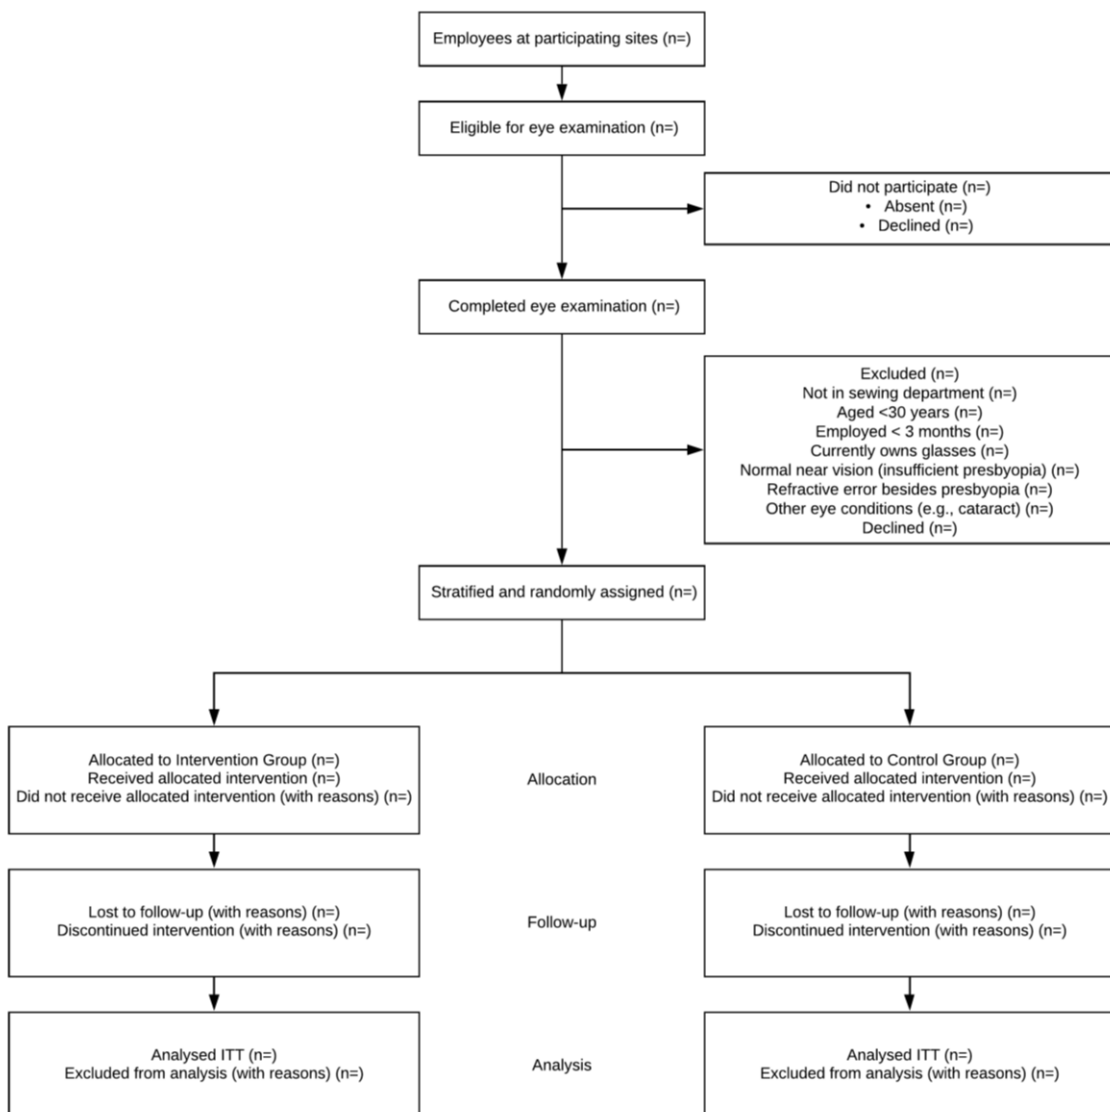 Employees at participating sites (n=)
Eligible for eye examination (n=)
Did not participate (n=)
• Absent (n=)
• Declined (n=)
Completed eye examination (n=)
Excluded (n=)
Not in sewing department (n=)
Aged <30 years (n=)
Employed < 3 months (n=)
Currently owns glasses (n=)
Normal near vision (insufficient presbyopia) (n=)
Refractive error besides presbyopia (n=)
Other eye conditions (e.g., cataract) (n=)
Declined (n=)
Stratified and randomly assigned (n=)
Allocated to Intervention Group (n=)
Received allocated intervention (n=)
Did not receive allocated intervention (with reasons) (n=)
Allocation
Allocated to Control Group (n=)
Received allocated intervention (n=)
Did not receive allocated intervention (with reasons) (n=)
Lost to follow-up (with reasons) (n=)
Discontinued intervention (with reasons) (n=)
Follow-up
Lost to follow-up (with reasons) (n=)
Discontinued intervention (with reasons) (n=)
Analysed ITT (n=)
Excluded from analysis (with reasons) (n=)
Analysis
Analysed ITT (n=)
Excluded from analysis (with reasons) (n=)